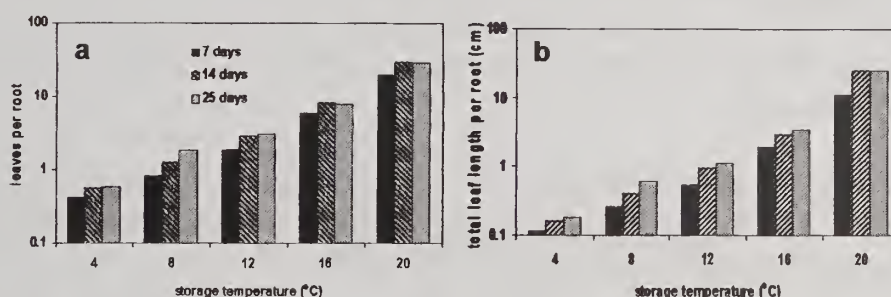 a
7 days
14 days
25 days
leaves per root
100
10
1
0.1
4 8 12 16 20
storage temperature (°C)
b
total leaf length per root (cm)
100
10
1
0.1
4 8 12 16 20
storage temperature (°C)